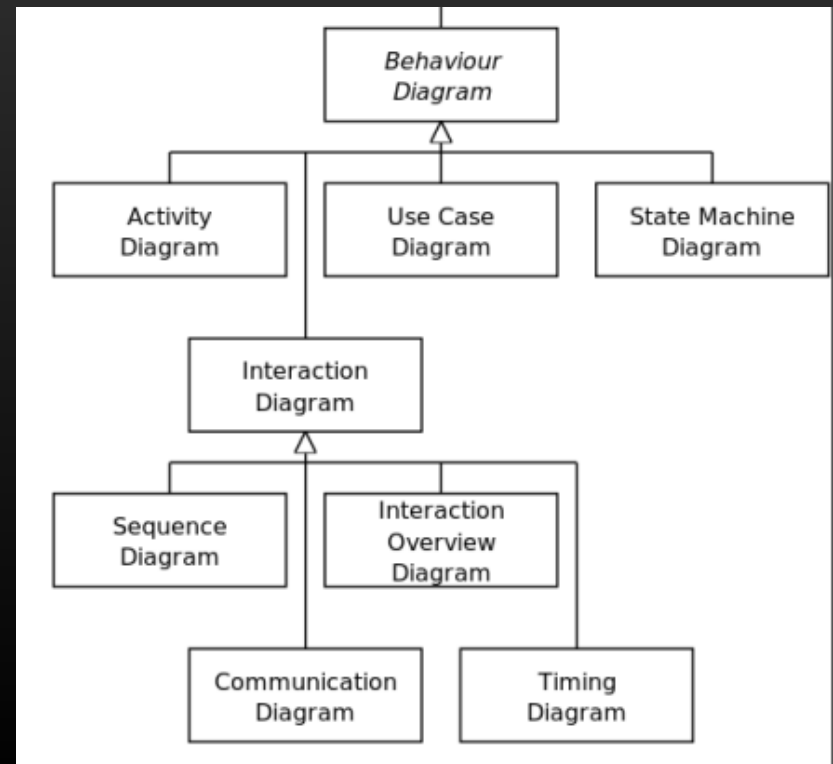 Behaviour
Diagram
Activity
Diagram
Use Case
Diagram
State Machine
Diagram
Interaction
Diagram
Sequence
Diagram
Interaction
Overview
Diagram
Communication
Diagram
Timing
Diagram